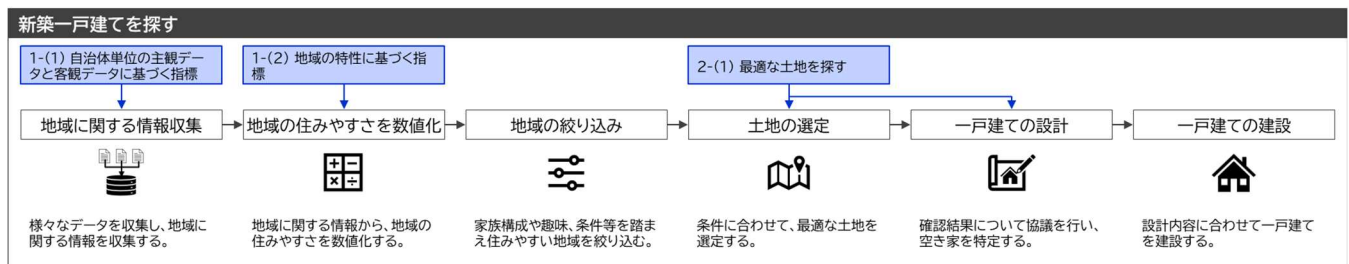 新築一戸建てを探す
1-(1) 自治体単位の主観デー
タと客観データに基づく指標
1-(2) 地域の特性に基づく指
標
2-(1) 最適な土地を探す
地域に関する情報収集
地域の住みやすさを数値化
地域の絞り込み
土地の選定
一戸建ての設計
一戸建ての建設
様々なデータを収集し、地域に
関する情報を収集する。
地域に関する情報から、地域の
住みやすさを数値化する。
家族構成や趣味、条件等を踏ま
え住みやすい地域を絞り込む。
条件に合わせて、最適な土地を
選定する。
確認結果について協議を行い、
空き家を特定する。
設計内容に合わせて一戸建て
を建設する。